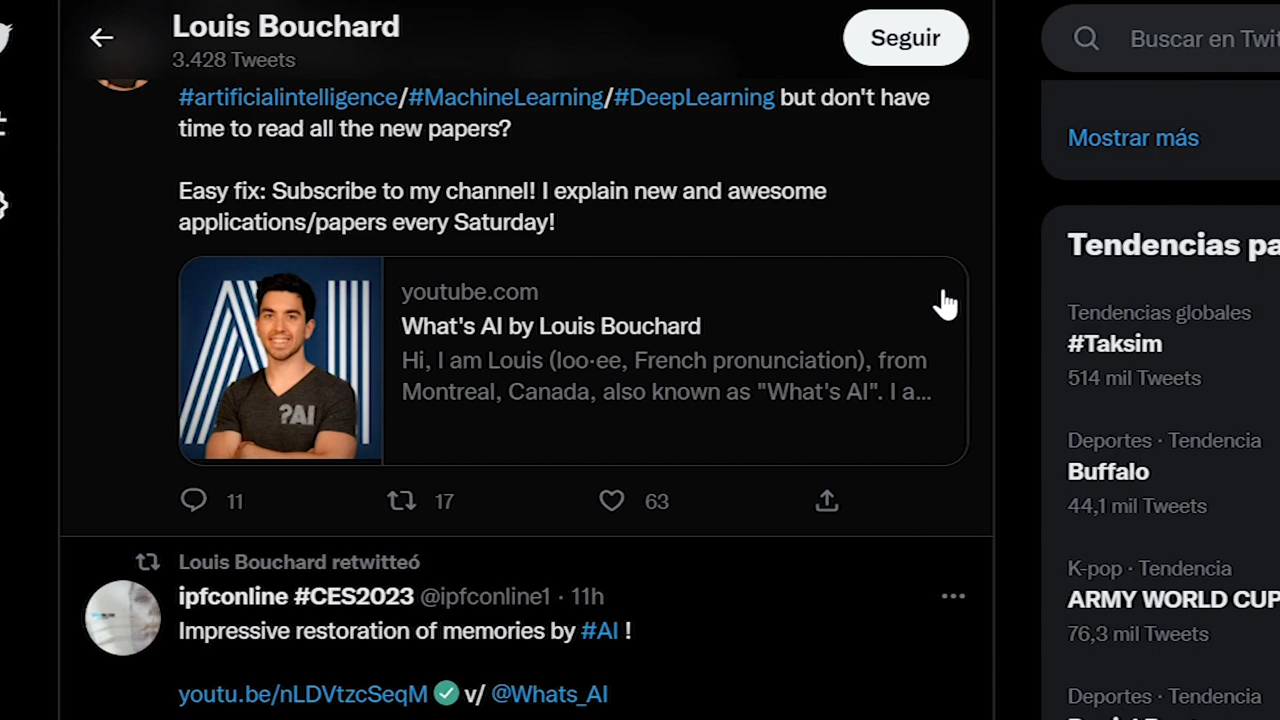 Louis Bouchard
3.428 Tweets
Seguir
#artificialintelligence/#MachineLearning/#DeepLearning but don't have
time to read all the new papers?
Easy fix: Subscribe to my channel! I explain new and awesome
applications/papers every Saturday!
AI
?AI
youtube.com
What's AI by Louis Bouchard
Hi, I am Louis (loo·ee, French pronunciation), from
Montreal, Canada, also known as "What's AI". I a...
11
17
63
Louis Bouchard retwitteó
ipfconline #CES2023 @ipfconline1 · 11h
Impressive restoration of memories by #AI !
youtu.be/nLDVtzcSeqM ✅ v/ @Whats_AI
Buscar en Twit
Mostrar más
Tendencias pa
Tendencias globales
#Taksim
514 mil Tweets
Deportes · Tendencia
Buffalo
44,1 mil Tweets
K-pop · Tendencia
ARMY WORLD CUP
76,3 mil Tweets
Deportes · Tendencia